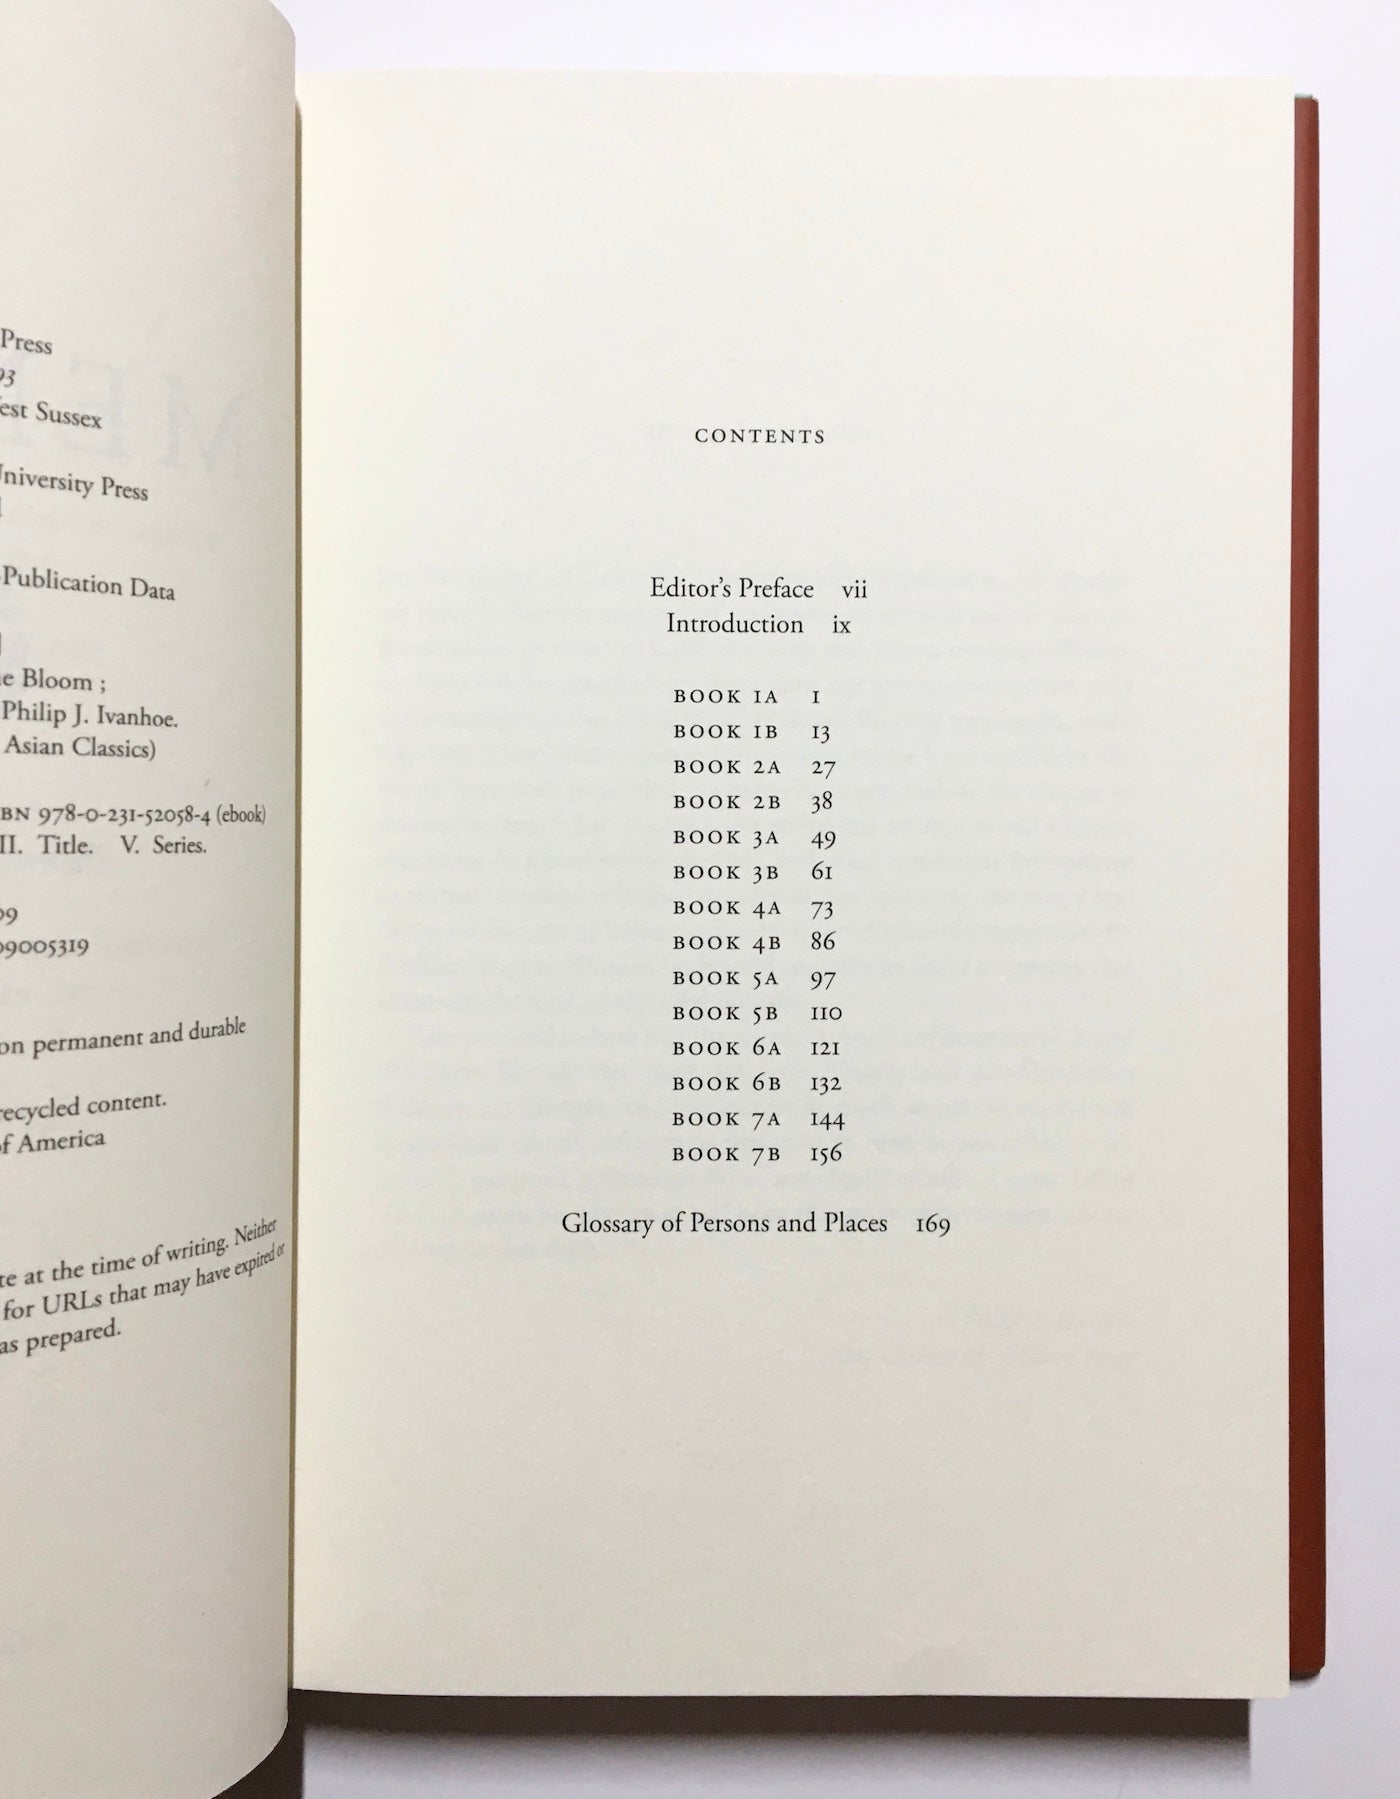 Press
93
est Sussex
University Press
-Publication Data
e Bloom ;
Philip J. Ivanhoe.
Asian Classics)
BN 978-0-231-52058-4 (ebook)
II. Title. V. Series.
09
09005319
on permanent and durable
recycled content.
of America
te at the time of writing. Neither
for URLs that may have expired or
as prepared.
CONTENTS
Editor's Preface vii
Introduction ix
BOOK 1A 1
BOOK 1B 13
BOOK 2A 27
BOOK 2B 38
BOOK 3A 49
BOOK 3B 61
BOOK 4A 73
BOOK 4B 86
BOOK 5A 97
BOOK 5B 110
BOOK 6A 121
BOOK 6B 132
BOOK 7A 144
BOOK 7B 156
Glossary of Persons and Places 169